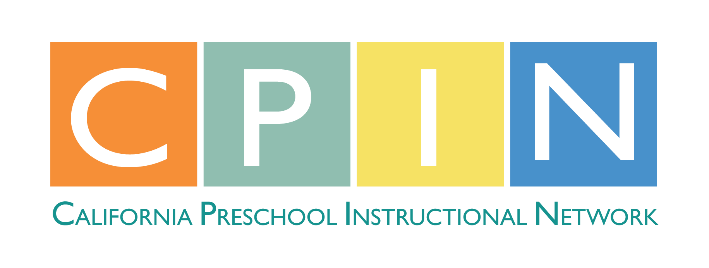 CPIN
CALIFORNIA PRESCHOOL INSTRUCTIONAL NETWORK